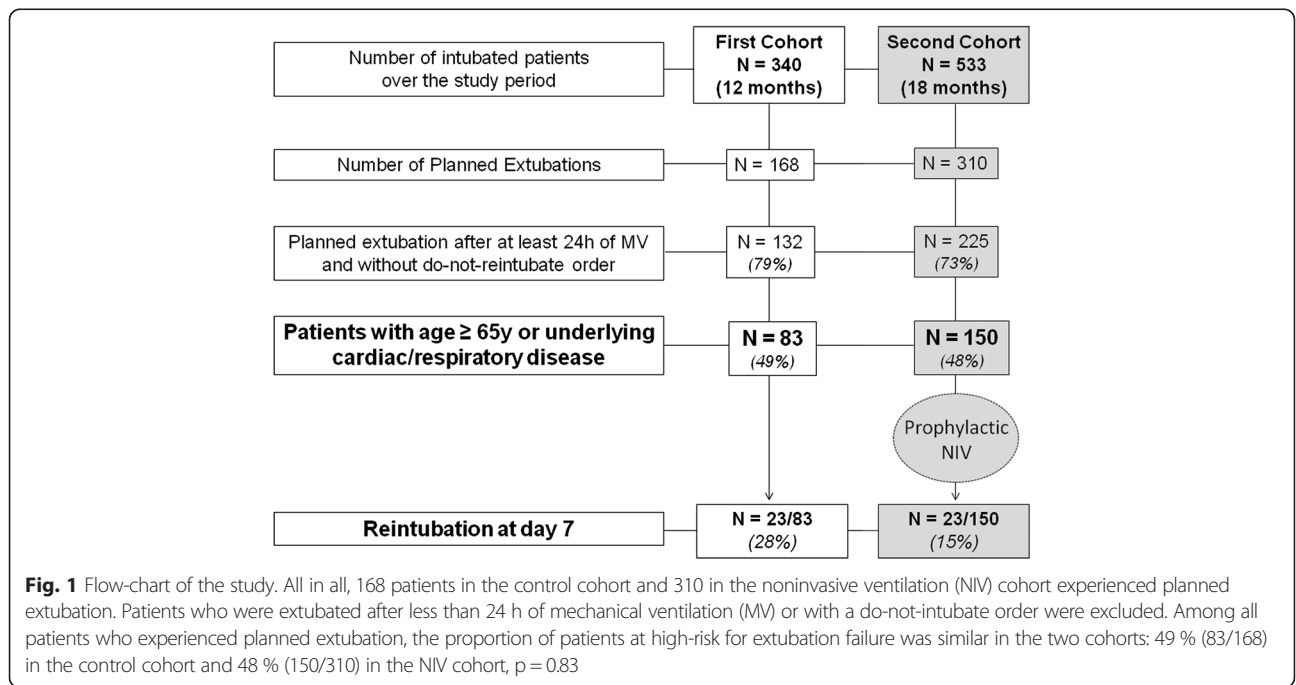 Number of intubated patients
over the study period
First Cohort
N = 340
(12 months)
Second Cohort
N = 533
(18 months)
Number of Planned Extubations
N = 168
N = 310
Planned extubation after at least 24h of MV
and without do-not-reintubate order
N = 132
(79%)
N = 225
(73%)
Patients with age ≥ 65y or underlying
cardiac/respiratory disease
N = 83
(49%)
N = 150
(48%)
Prophylactic
NIV
Reintubation at day 7
N = 23/83
(28%)
N = 23/150
(15%)
Fig. 1 Flow-chart of the study. All in all, 168 patients in the control cohort and 310 in the noninvasive ventilation (NIV) cohort experienced planned
extubation. Patients who were extubated after less than 24 h of mechanical ventilation (MV) or with a do-not-intubate order were excluded. Among all
patients who experienced planned extubation, the proportion of patients at high-risk for extubation failure was similar in the two cohorts: 49 % (83/168)
in the control cohort and 48 % (150/310) in the NIV cohort, p = 0.83